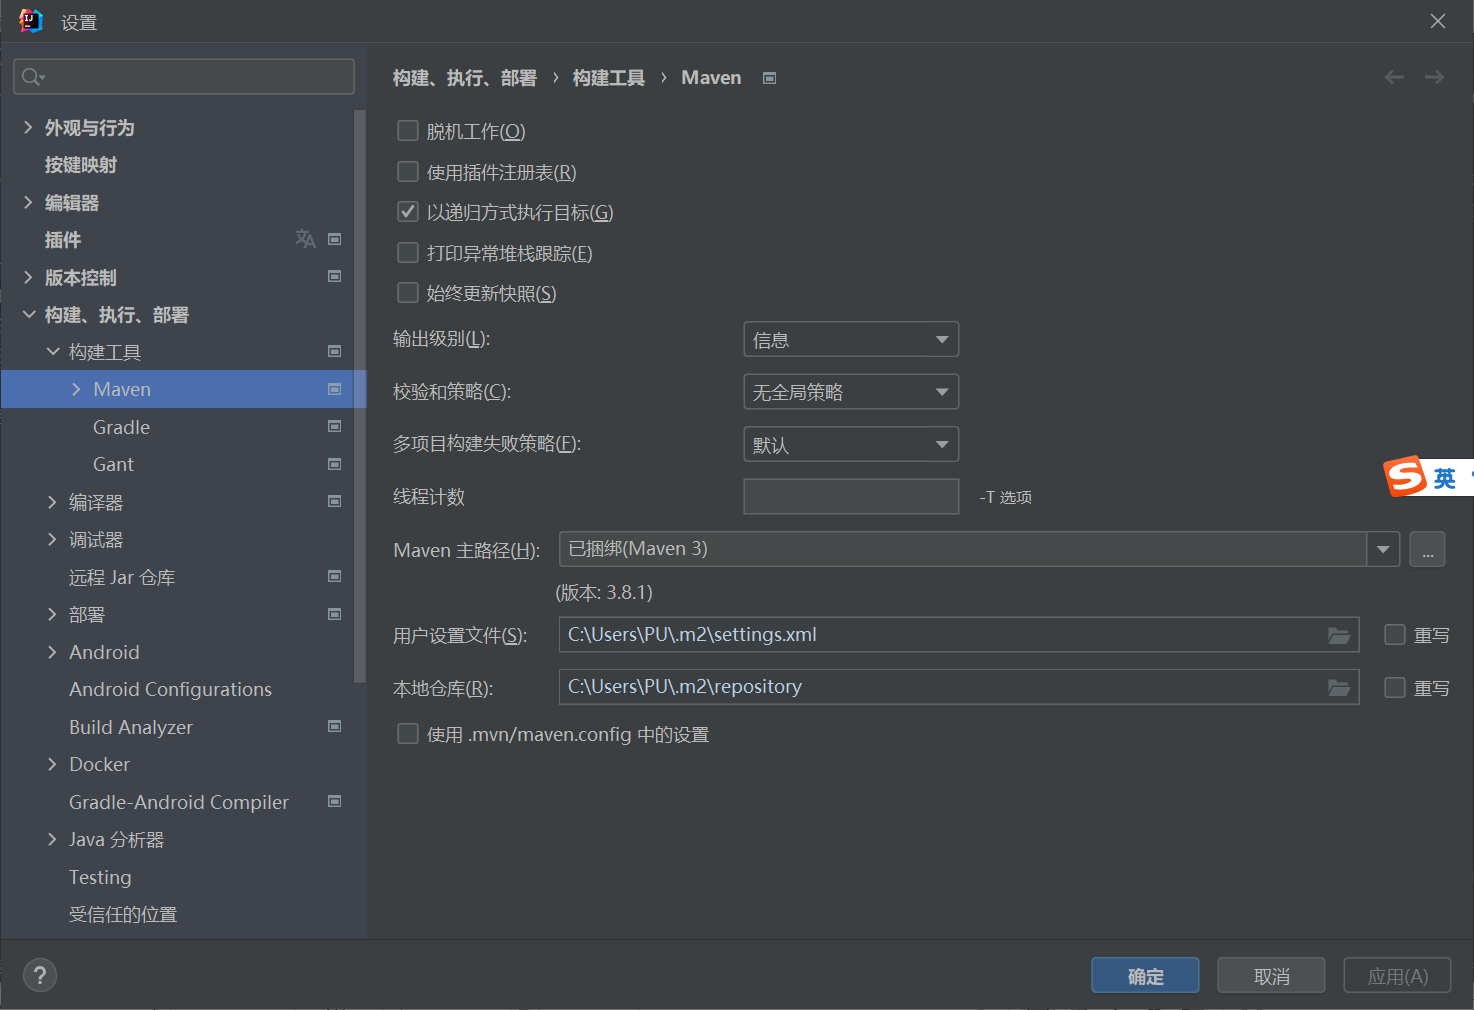 设置
构建、执行、部署 › 构建工具 › Maven
外观与行为
按键映射
编辑器
插件
版本控制
构建、执行、部署
构建工具
Maven
Gradle
Gant
编译器
调试器
远程 Jar 仓库
部署
Android
Android Configurations
Build Analyzer
Docker
Gradle-Android Compiler
Java 分析器
Testing
受信任的位置
脱机工作(O)
使用插件注册表(R)
以递归方式执行目标(G)
打印异常堆栈跟踪(E)
始终更新快照(S)
输出级别(L): 信息
校验和策略(C): 无全局策略
多项目构建失败策略(F): 默认
线程计数 -T 选项
Maven 主路径(H): 已捆绑(Maven 3) ...
(版本: 3.8.1)
用户设置文件(S): C:\Users\PU\.m2\settings.xml 重写
本地仓库(R): C:\Users\PU\.m2\repository 重写
使用 .mvn/maven.config 中的设置
英
? 确定 取消 应用(A)